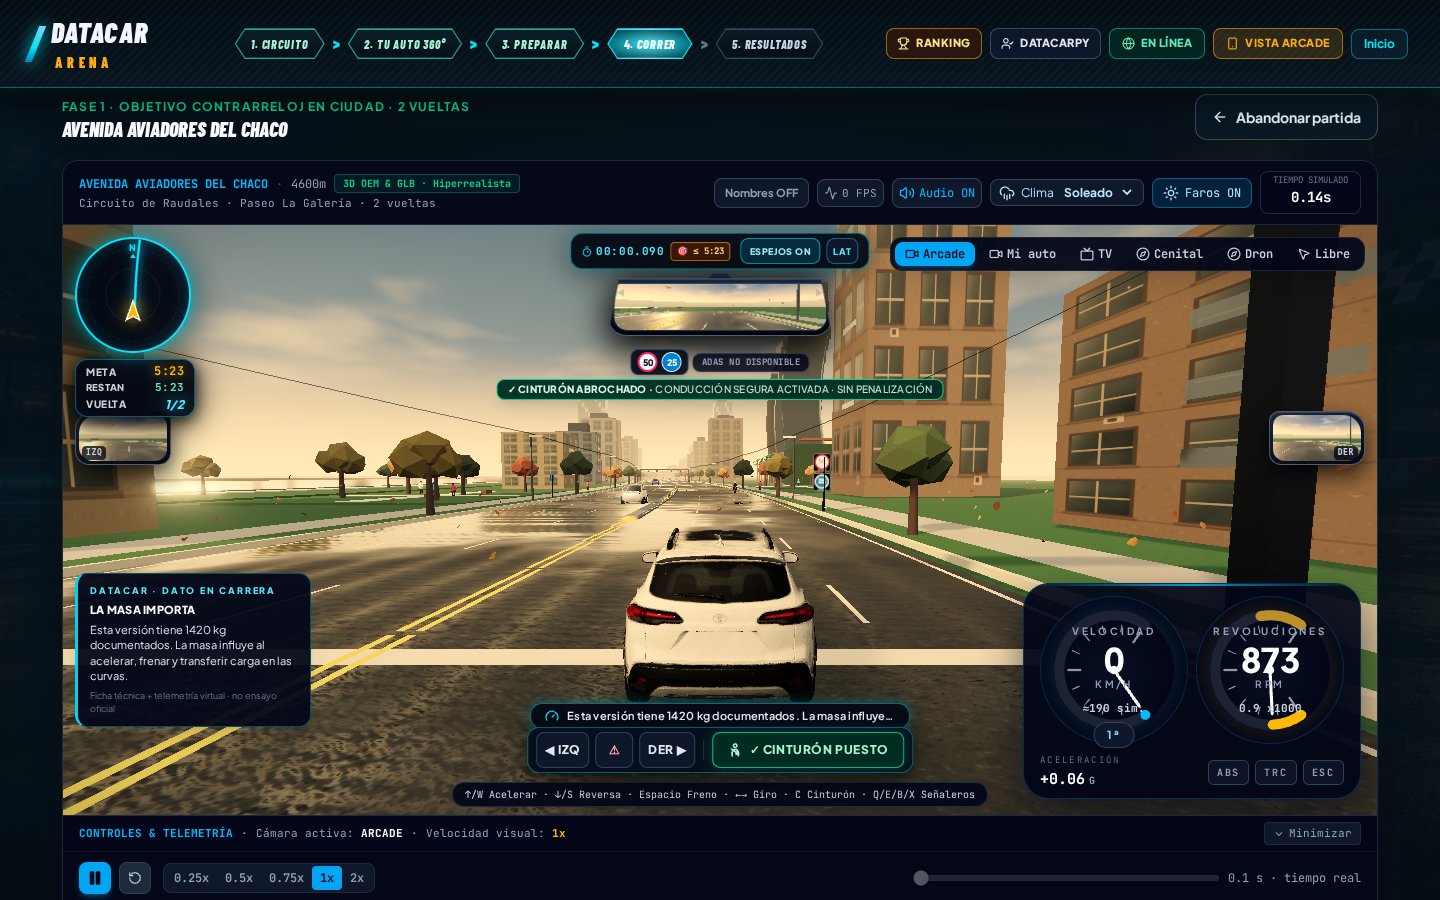 DATACAR
ARENA
1. CIRCUITO > 2. TU AUTO 360° > 3. PREPARAR > 4. CORRER > 5. RESULTADOS
RANKING
DATACARPY
EN LÍNEA
VISTA ARCADE
Inicio
FASE 1 · OBJETIVO CONTRARRELOJ EN CIUDAD · 2 VUELTAS
AVENIDA AVIADORES DEL CHACO
← Abandonar partida
AVENIDA AVIADORES DEL CHACO · 4600m 3D OEM & GLB · Hiperrealista
Circuito de Raudales · Paseo La Galería · 2 vueltas
Nombres OFF
0 FPS
Audio ON
Clima Soleado
Faros ON
TIEMPO SIMULADO
0.14s
N
00:00.090
≤ 5:23
ESPEJOS ON
LAT
Arcade
Mi auto
TV
Cenital
Dron
Libre
META 5:23
RESTAN 5:23
VUELTA 1/2
IZQ
50
25
ADAS NO DISPONIBLE
✓ CINTURÓN ABROCHADO · CONDUCCIÓN SEGURA ACTIVADA · SIN PENALIZACIÓN
DER
DATACAR · DATO EN CARRERA
LA MASA IMPORTA
Esta versión tiene 1420 kg
documentados. La masa influye al
acelerar, frenar y transferir carga en las
curvas.
Ficha técnica + telemetría virtual · no ensayo
oficial
VELOCIDAD
0
KM/H
≈190 sim.
1ª
REVOLUCIONES
873
RPM
0.9 x1000
ACELERACIÓN
+0.06 G
ABS
TRC
ESC
Esta versión tiene 1420 kg documentados. La masa influye…
◀ IZQ
⚠
DER ▶
✓ CINTURÓN PUESTO
↑/W Acelerar · ↓/S Reversa · Espacio Freno · ←→ Giro · C Cinturón · Q/E/B/X Señaleros
CONTROLES & TELEMETRÍA · Cámara activa: ARCADE · Velocidad visual: 1x
Minimizar
0.25x 0.5x 0.75x 1x 2x
0.1 s · tiempo real